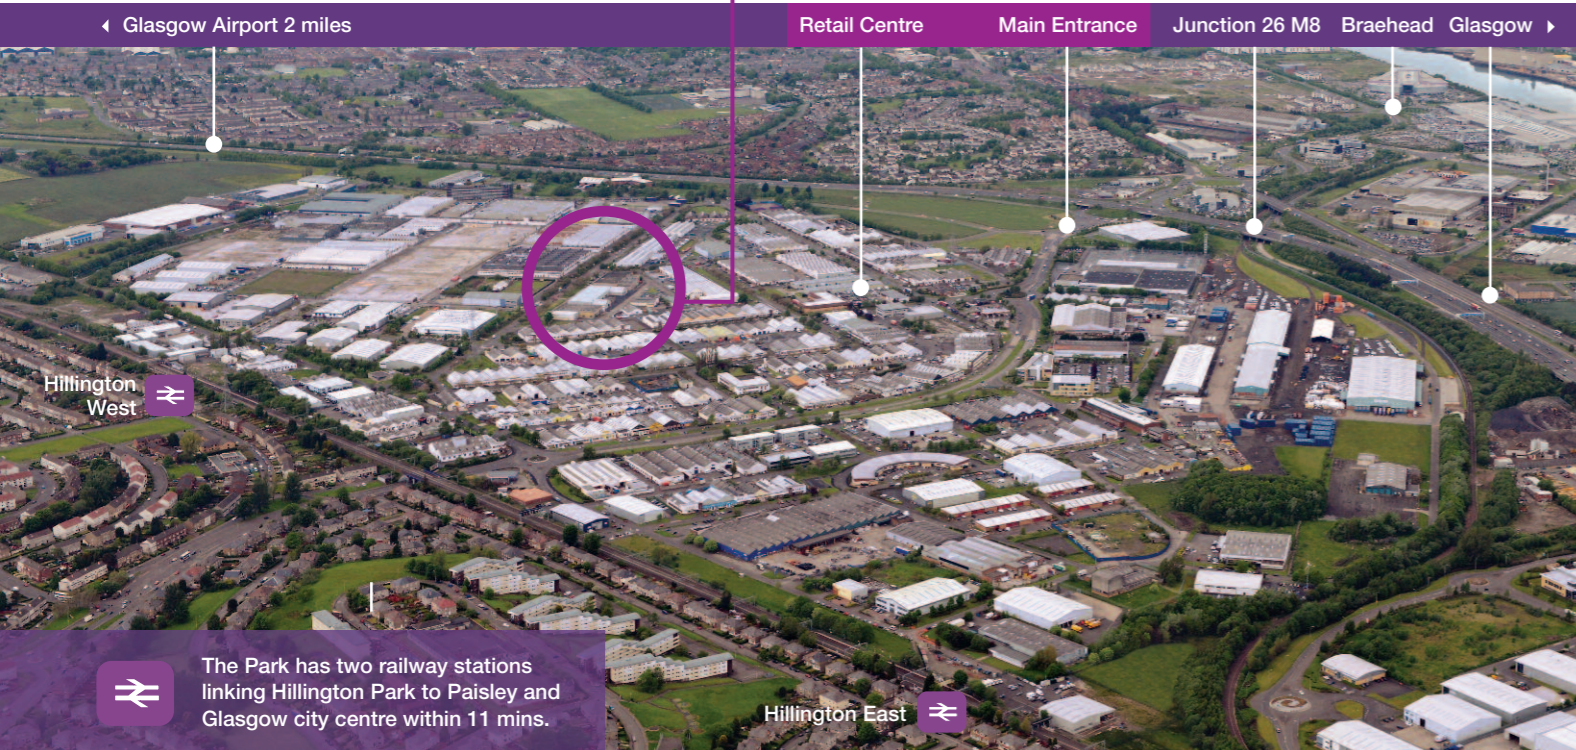 Glasgow Airport 2 miles
Retail Centre
Main Entrance
Junction 26 M8
Braehead
Glasgow
Hillington
West
The Park has two railway stations
linking Hillington Park to Paisley and
Glasgow city centre within 11 mins.
Hillington East